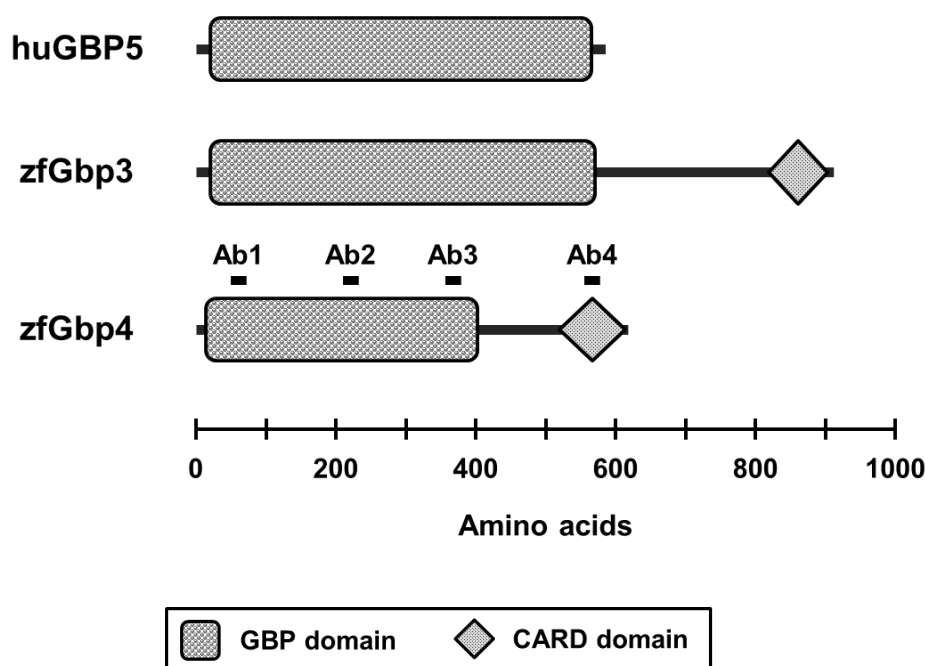 huGBP5
zfGbp3
Ab1 Ab2 Ab3 Ab4
zfGbp4
0 200 400 600 800 1000
Amino acids
GBP domain CARD domain